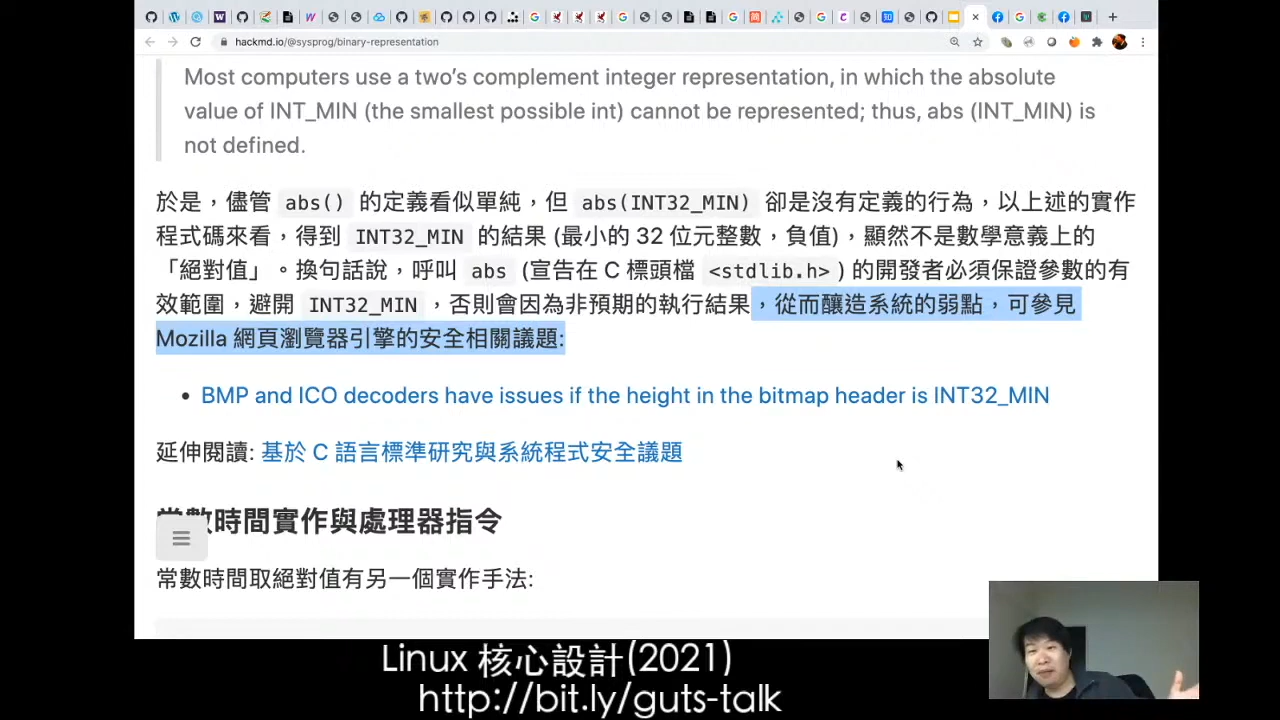 hackmd.io/@sysprog/binary-representation
Most computers use a two’s complement integer representation, in which the absolute
value of INT_MIN (the smallest possible int) cannot be represented; thus, abs (INT_MIN) is
not defined.
於是，儘管 abs() 的定義看似單純，但 abs(INT32_MIN) 卻是沒有定義的行為，以上述的實作
程式碼來看，得到 INT32_MIN 的結果 (最小的 32 位元整數，負值)，顯然不是數學意義上的
「絕對值」。換句話說，呼叫 abs (宣告在 C 標頭檔 <stdlib.h> ) 的開發者必須保證參數的有
效範圍，避開 INT32_MIN ，否則會因為非預期的執行結果，從而釀造系統的弱點，可參見
Mozilla 網頁瀏覽器引擎的安全相關議題:
• BMP and ICO decoders have issues if the height in the bitmap header is INT32_MIN
延伸閱讀: 基於 C 語言標準研究與系統程式安全議題
常數時間實作與處理器指令
常數時間取絕對值有另一個實作手法:
Linux 核心設計(2021)
http://bit.ly/guts-talk